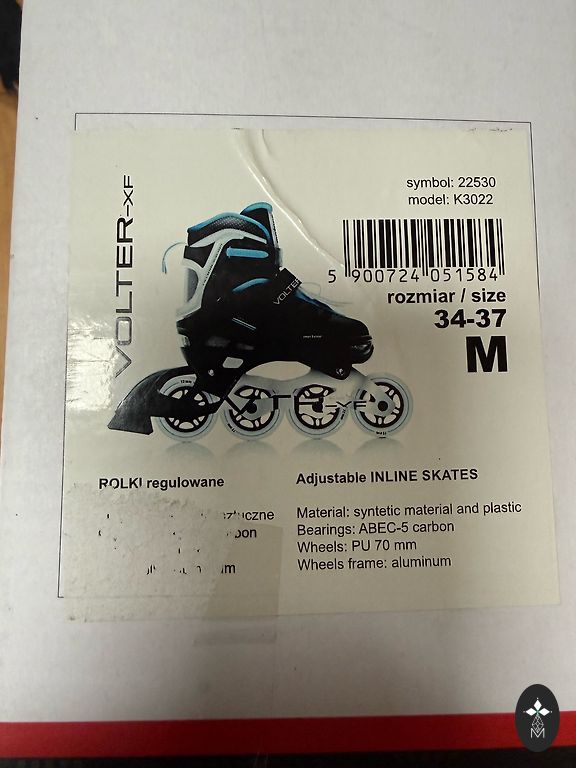 symbol: 22530
model: K3022
VOLTER-XF
VOLTER
5 900724 051584
rozmiar / size
34-37
M
ROLKI regulowane
Adjustable INLINE SKATES
Material: syntetic material and plastic
Bearings: ABEC-5 carbon
Wheels: PU 70 mm
Wheels frame: aluminum
M